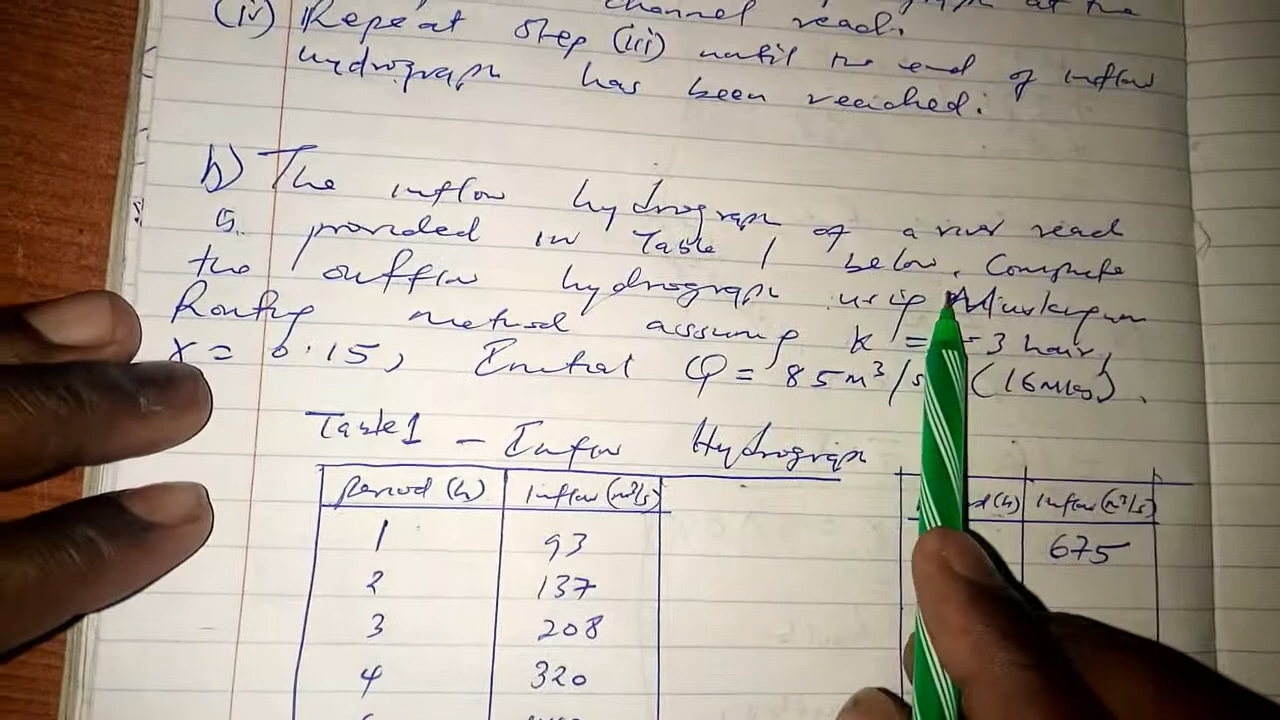 channel reach.
(iv) Repeat step (iii) until the end of inflow
hydrograph has been reached.
b) The inflow hydrograph of a river reach
is provided in Table 1 below. Compute
the outflow hydrograph using Muskingum
Routing method assuming K = 3 hours,
X = 0.15, Initial Q = 85m³/s (16mks).
Table 1 - Inflow Hydrograph
Period (h) Inflow (m³/s) d(h) Inflow (m³/s)
1 93 675
2 137
3 208
4 320